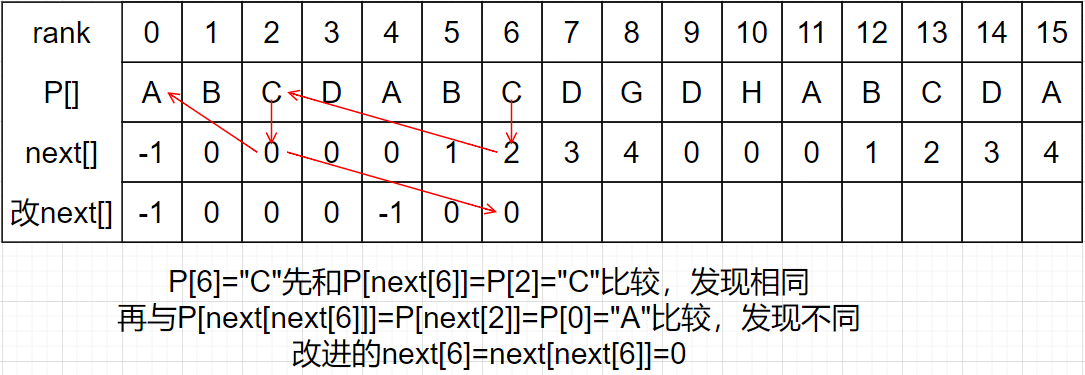 rank 0 1 2 3 4 5 6 7 8 9 10 11 12 13 14 15
P[] A B C D A B C D G D H A B C D A
next[] -1 0 0 0 0 1 2 3 4 0 0 0 1 2 3 4
改next[] -1 0 0 0 -1 0 0
P[6]="C"先和P[next[6]]=P[2]="C"比较，发现相同
再与P[next[next[6]]]=P[next[2]]=P[0]="A"比较，发现不同
改进的next[6]=next[next[6]]=0